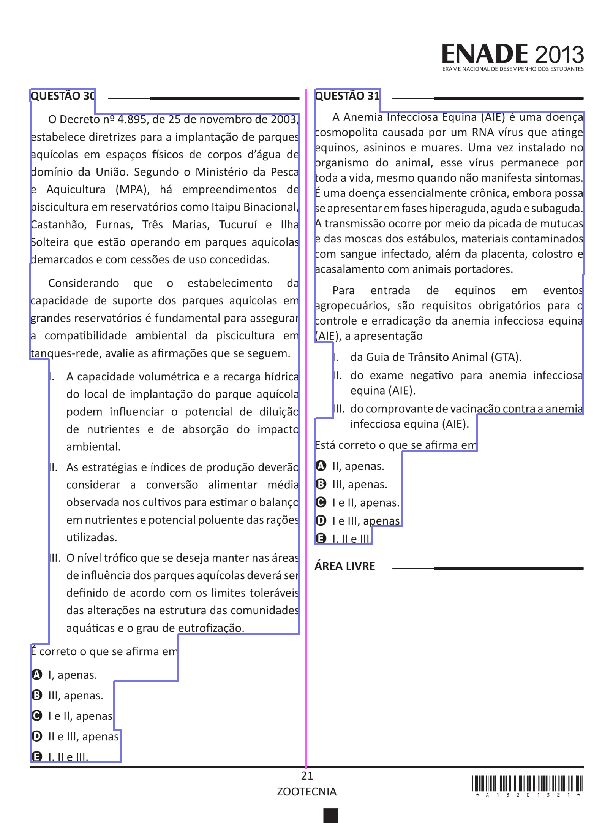 ENADE 2013
EXAME NACIONAL DE DESEMPENHO DOS ESTUDANTES
QUESTÃO 30
O Decreto nº 4.895, de 25 de novembro de 2003,
estabelece diretrizes para a implantação de parques
aquícolas em espaços físicos de corpos d'água de
domínio da União. Segundo o Ministério da Pesca
e Aquicultura (MPA), há empreendimentos de
piscicultura em reservatórios como Itaipu Binacional,
Castanhão, Furnas, Três Marias, Tucuruí e Ilha
Solteira que estão operando em parques aquícolas
demarcados e com cessões de uso concedidas.
Considerando que o estabelecimento da
capacidade de suporte dos parques aquícolas em
grandes reservatórios é fundamental para assegurar
a compatibilidade ambiental da piscicultura em
tanques-rede, avalie as afirmações que se seguem.
I. A capacidade volumétrica e a recarga hídrica
do local de implantação do parque aquícola
podem influenciar o potencial de diluição
de nutrientes e de absorção do impacto
ambiental.
II. As estratégias e índices de produção deverão
considerar a conversão alimentar média
observada nos cultivos para estimar o balanço
em nutrientes e potencial poluente das rações
utilizadas.
III. O nível trófico que se deseja manter nas áreas
de influência dos parques aquícolas deverá ser
definido de acordo com os limites toleráveis
das alterações na estrutura das comunidades
aquáticas e o grau de eutrofização.
É correto o que se afirma em
A I, apenas.
B III, apenas.
C I e II, apenas.
D II e III, apenas.
E I, II e III.
QUESTÃO 31
A Anemia Infecciosa Equina (AIE) é uma doença
cosmopolita causada por um RNA vírus que atinge
equinos, asininos e muares. Uma vez instalado no
organismo do animal, esse vírus permanece por
toda a vida, mesmo quando não manifesta sintomas.
É uma doença essencialmente crônica, embora possa
se apresentar em fases hiperaguda, aguda e subaguda.
A transmissão ocorre por meio da picada de mutucas
e das moscas dos estábulos, materiais contaminados
com sangue infectado, além da placenta, colostro e
acasalamento com animais portadores.
Para entrada de equinos em eventos
agropecuários, são requisitos obrigatórios para o
controle e erradicação da anemia infecciosa equina
(AIE), a apresentação
I. da Guia de Trânsito Animal (GTA).
II. do exame negativo para anemia infecciosa
equina (AIE).
III. do comprovante de vacinação contra a anemia
infecciosa equina (AIE).
Está correto o que se afirma em
A II, apenas.
B III, apenas.
C I e II, apenas.
D I e III, apenas.
E I, II e III.
ÁREA LIVRE
21
ZOOTECNIA